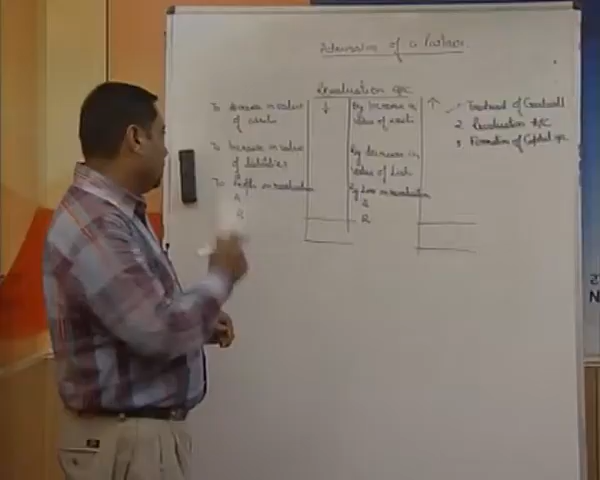 Admission of a Partner
Revaluation a/c
To decrease in value
of asset
To Increase in value
of liabilities
To Profit on revaluation
A
B
↓
By Increase in
value of asset
By decrease in
value of Liab.
By Loss on revaluation
A
B
↑
1 Treatment of Goodwill
2 Revaluation A/C
3 Formation of Capital a/c